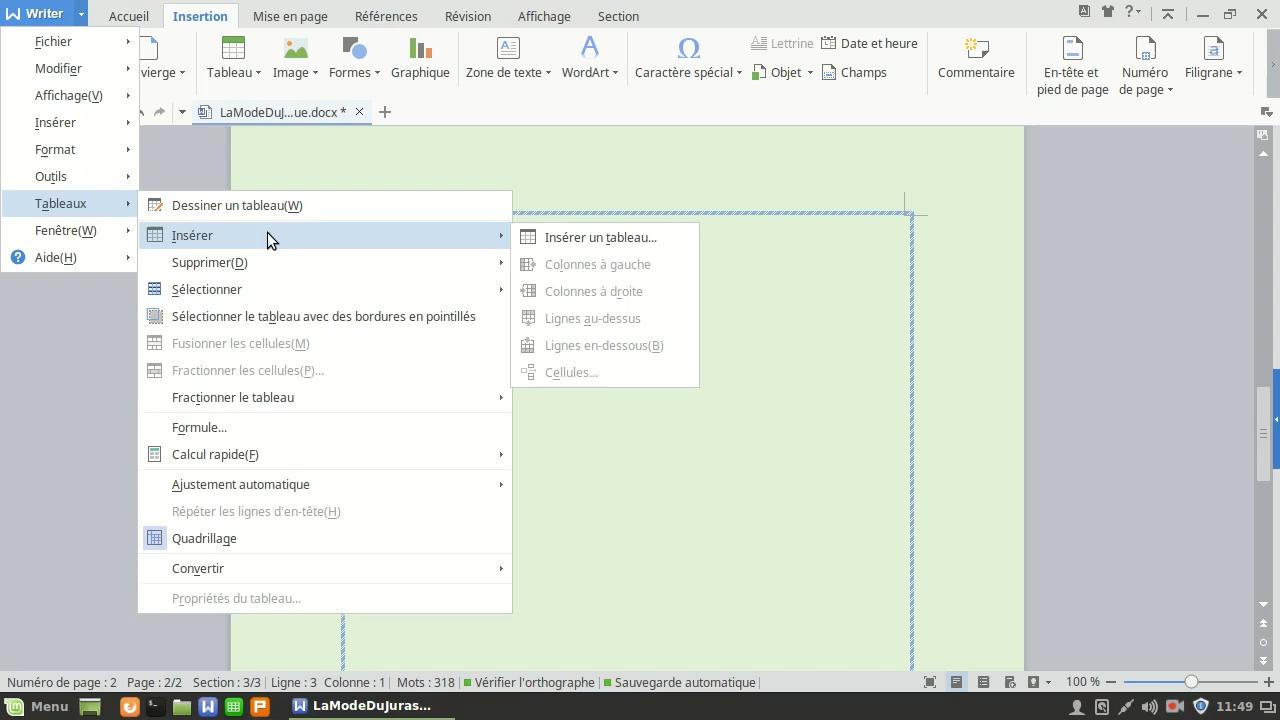 Writer
Accueil Insertion Mise en page Références Révision Affichage Section
Fichier
Modifier
Affichage(V)
Insérer
Format
Outils
Tableaux
Fenêtre(W)
Aide(H)
vierge Tableau Image Formes Graphique Zone de texte WordArt Caractère spécial
Lettrine Date et heure
Objet Champs
Commentaire En-tête et pied de page Numéro de page Filigrane
LaModeDuJ...ue.docx *
Dessiner un tableau(W)
Insérer
Supprimer(D)
Sélectionner
Sélectionner le tableau avec des bordures en pointillés
Fusionner les cellules(M)
Fractionner les cellules(P)...
Fractionner le tableau
Formule...
Calcul rapide(F)
Ajustement automatique
Répéter les lignes d'en-tête(H)
Quadrillage
Convertir
Propriétés du tableau...
Insérer un tableau...
Colonnes à gauche
Colonnes à droite
Lignes au-dessus
Lignes en-dessous(B)
Cellules...
Numéro de page : 2 Page : 2/2 Section : 3/3 Ligne : 3 Colonne : 1 Mots : 318 Vérifier l'orthographe Sauvegarde automatique 100 %
Menu LaModeDuJuras... 11:49